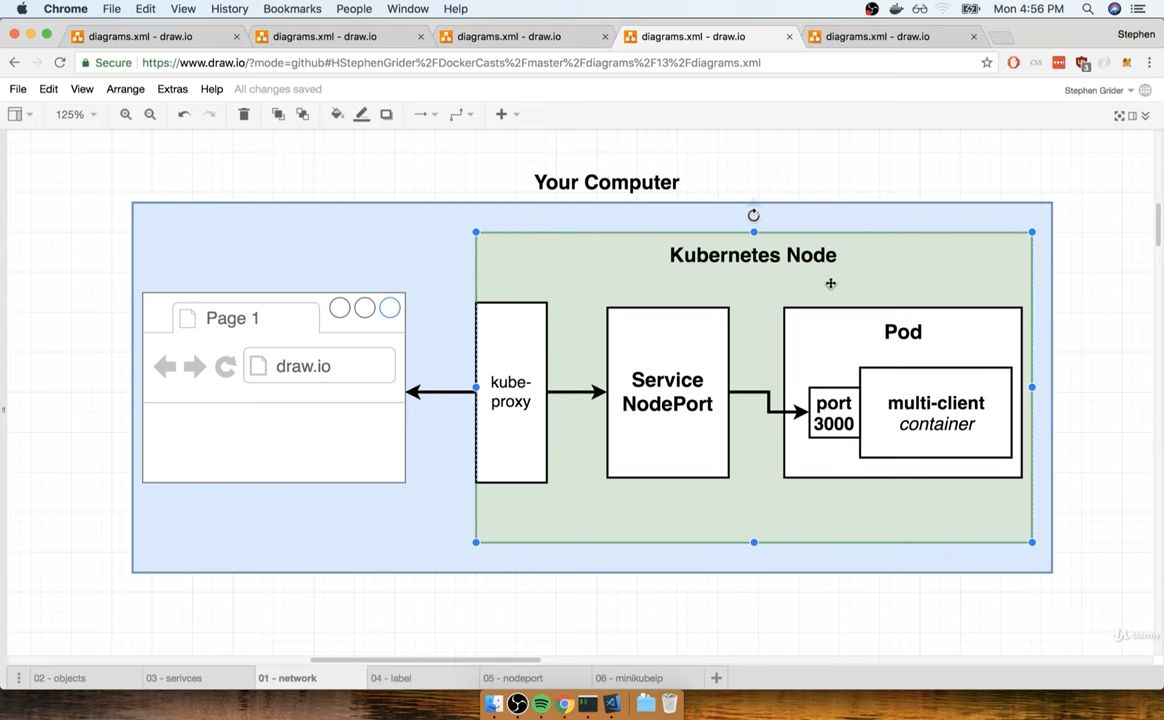 Chrome File Edit View History Bookmarks People Window Help Mon 4:56 PM
diagrams.xml - draw.io diagrams.xml - draw.io diagrams.xml - draw.io diagrams.xml - draw.io diagrams.xml - draw.io Stephen
Secure https://www.draw.io/?mode=github#HStephenGrider%2FDockerCasts%2Fmaster%2Fdiagrams%2F13%2Fdiagrams.xml css 3
File Edit View Arrange Extras Help All changes saved Stephen Grider
125%
Your Computer
Kubernetes Node
Page 1
draw.io
kube-
proxy
Service
NodePort
Pod
port
3000
multi-client
container
Udemy
02 - objects 03 - serivces 01 - network 04 - label 05 - nodeport 06 - minikubeip